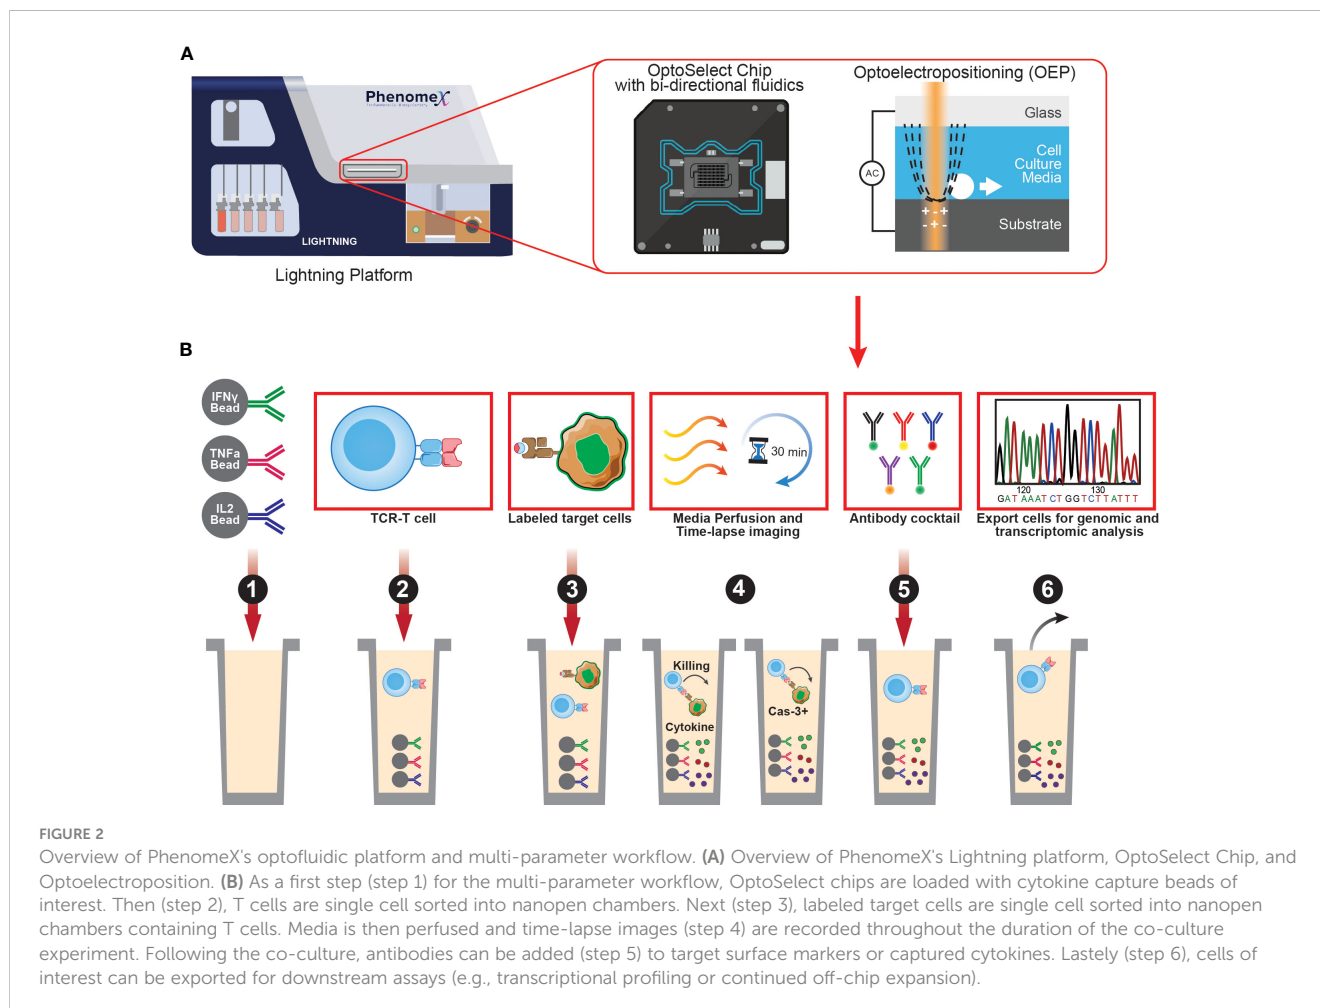 A
PhenomeX
LIGHTNING
Lightning Platform
OptoSelect Chip
with bi-directional fluidics
Optoelectropositioning (OEP)
Glass
Cell
Culture
Media
AC
+ - +
- + -
Substrate
B
IFNγ
Bead
TNFa
Bead
IL2
Bead
TCR-T cell
Labeled target cells
30 min
Media Perfusion and
Time-lapse imaging
Antibody cocktail
120 130
GATAAATCTGGTCTTATTT
Export cells for genomic and
transcriptomic analysis
1
2
3
4
5
6
Killing
Cytokine
Cas-3+
FIGURE 2
Overview of PhenomeX's optofluidic platform and multi-parameter workflow. (A) Overview of PhenomeX's Lightning platform, OptoSelect Chip, and
Optoelectroposition. (B) As a first step (step 1) for the multi-parameter workflow, OptoSelect chips are loaded with cytokine capture beads of
interest. Then (step 2), T cells are single cell sorted into nanopen chambers. Next (step 3), labeled target cells are single cell sorted into nanopen
chambers containing T cells. Media is then perfused and time-lapse images (step 4) are recorded throughout the duration of the co-culture
experiment. Following the co-culture, antibodies can be added (step 5) to target surface markers or captured cytokines. Lastly (step 6), cells of
interest can be exported for downstream assays (e.g., transcriptional profiling or continued off-chip expansion).